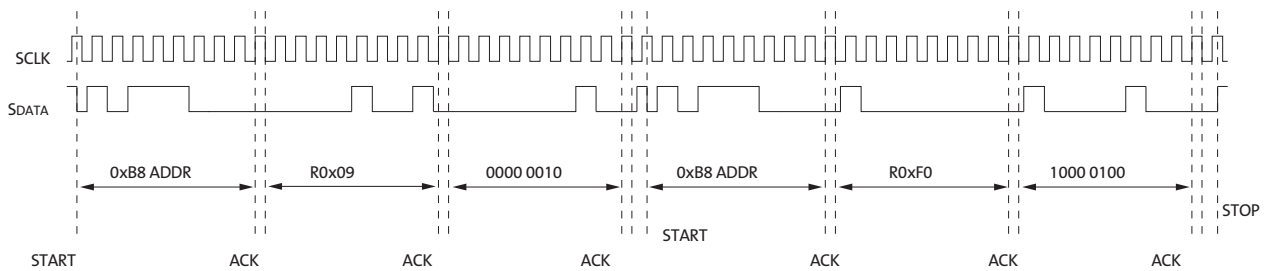 SCLK
SDATA
0xB8 ADDR R0x09 0000 0010 0xB8 ADDR R0xF0 1000 0100
STOP
START
START ACK ACK ACK ACK ACK ACK